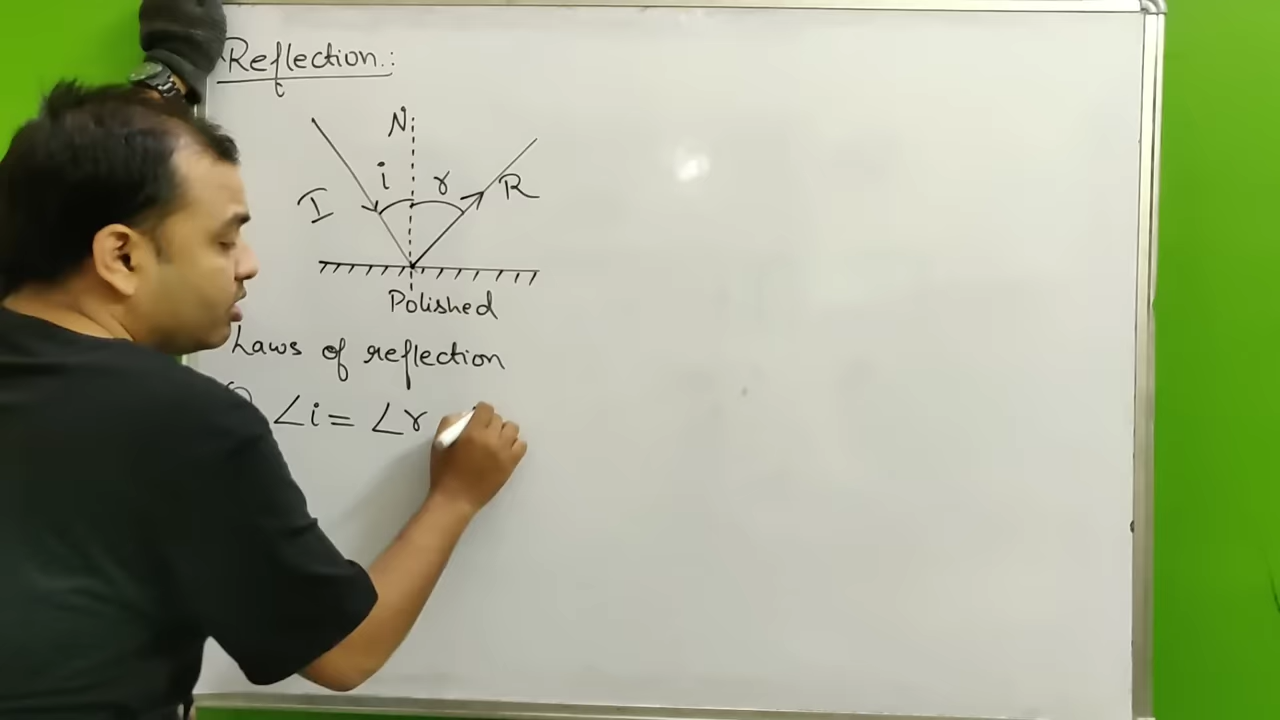 Reflection.:
N
i r
I R
Polished
Laws of reflection
∠i = ∠r